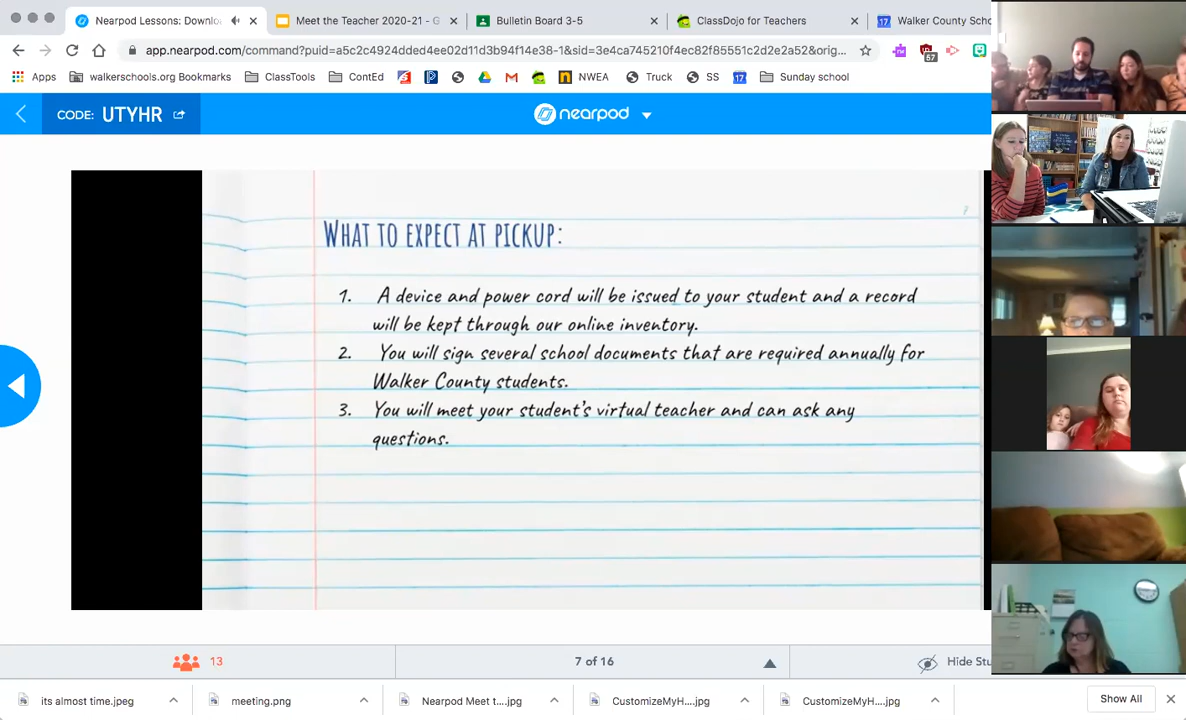 Nearpod Lessons: Downlo
Meet the Teacher 2020-21 - G
Bulletin Board 3-5
ClassDojo for Teachers
Walker County Scho
app.nearpod.com/command?puid=a5c2c4924dded4ee02d11d3b94f14e38-1&sid=3e4ca745210f4ec82f85551c2d2e2a52&orig...
57
Apps
walkerschools.org Bookmarks
ClassTools
ContEd
NWEA
Truck
SS
Sunday school
CODE: UTYHR
nearpod
7
WHAT TO EXPECT AT PICKUP:
1. A device and power cord will be issued to your student and a record
will be kept through our online inventory.
2. You will sign several school documents that are required annually for
Walker County students.
3. You will meet your student's virtual teacher and can ask any
questions.
13
7 of 16
Hide Stu
its almost time.jpeg
meeting.png
Nearpod Meet t....jpg
CustomizeMyH....jpg
CustomizeMyH....jpg
Show All